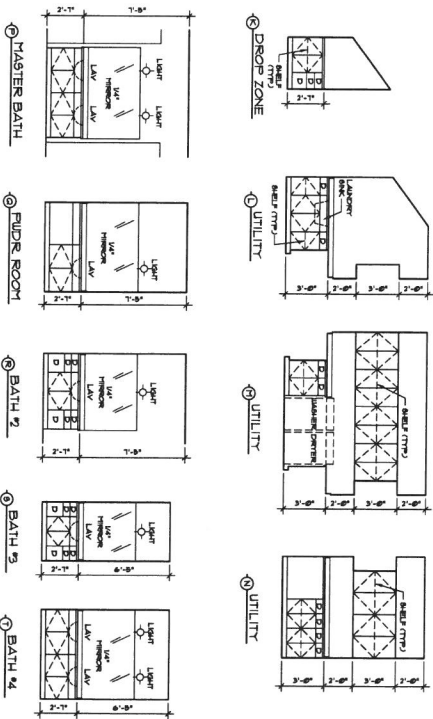 SHELF (TYP.)
D
D
2'-7"
K DROP ZONE
LAUNDRY SINK
SHELF (TYP.)
D
D
2'-0"
3'-0"
2'-0"
3'-0"
L UTILITY
SHELF (TYP.)
D
D
WASHER
DRYER
2'-0"
3'-0"
2'-0"
3'-0"
M UTILITY
SHELF (TYP.)
D
D
D
D
2'-0"
3'-0"
2'-0"
3'-0"
N UTILITY
LIGHT
LIGHT
1/4"
MIRROR
LAV
LAV
7'-5"
2'-7"
P MASTER BATH
LIGHT
1/4"
MIRROR
LAV
7'-5"
2'-7"
Q PWDR ROOM
LIGHT
1/4"
MIRROR
LAV
D
D
D
D
D
D
7'-5"
2'-7"
R BATH #2
LIGHT
1/4"
MIRROR
LAV
D
D
D
D
D
D
6'-5"
2'-7"
S BATH #3
LIGHT
LIGHT
1/4"
MIRROR
LAV
LAV
6'-5"
2'-7"
T BATH #4